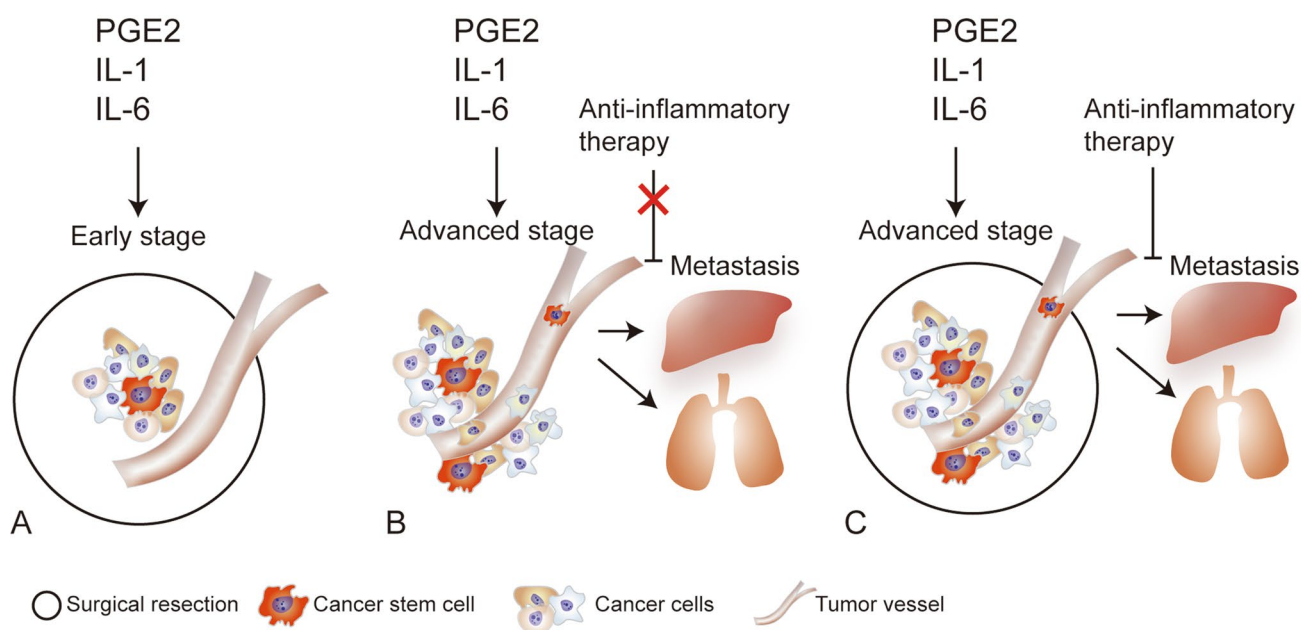 PGE2
IL-1
IL-6
Early stage
A
PGE2
IL-1
IL-6
Anti-inflammatory
therapy
Advanced stage
Metastasis
B
PGE2
IL-1
IL-6
Anti-inflammatory
therapy
Advanced stage
Metastasis
C
Surgical resection
Cancer stem cell
Cancer cells
Tumor vessel